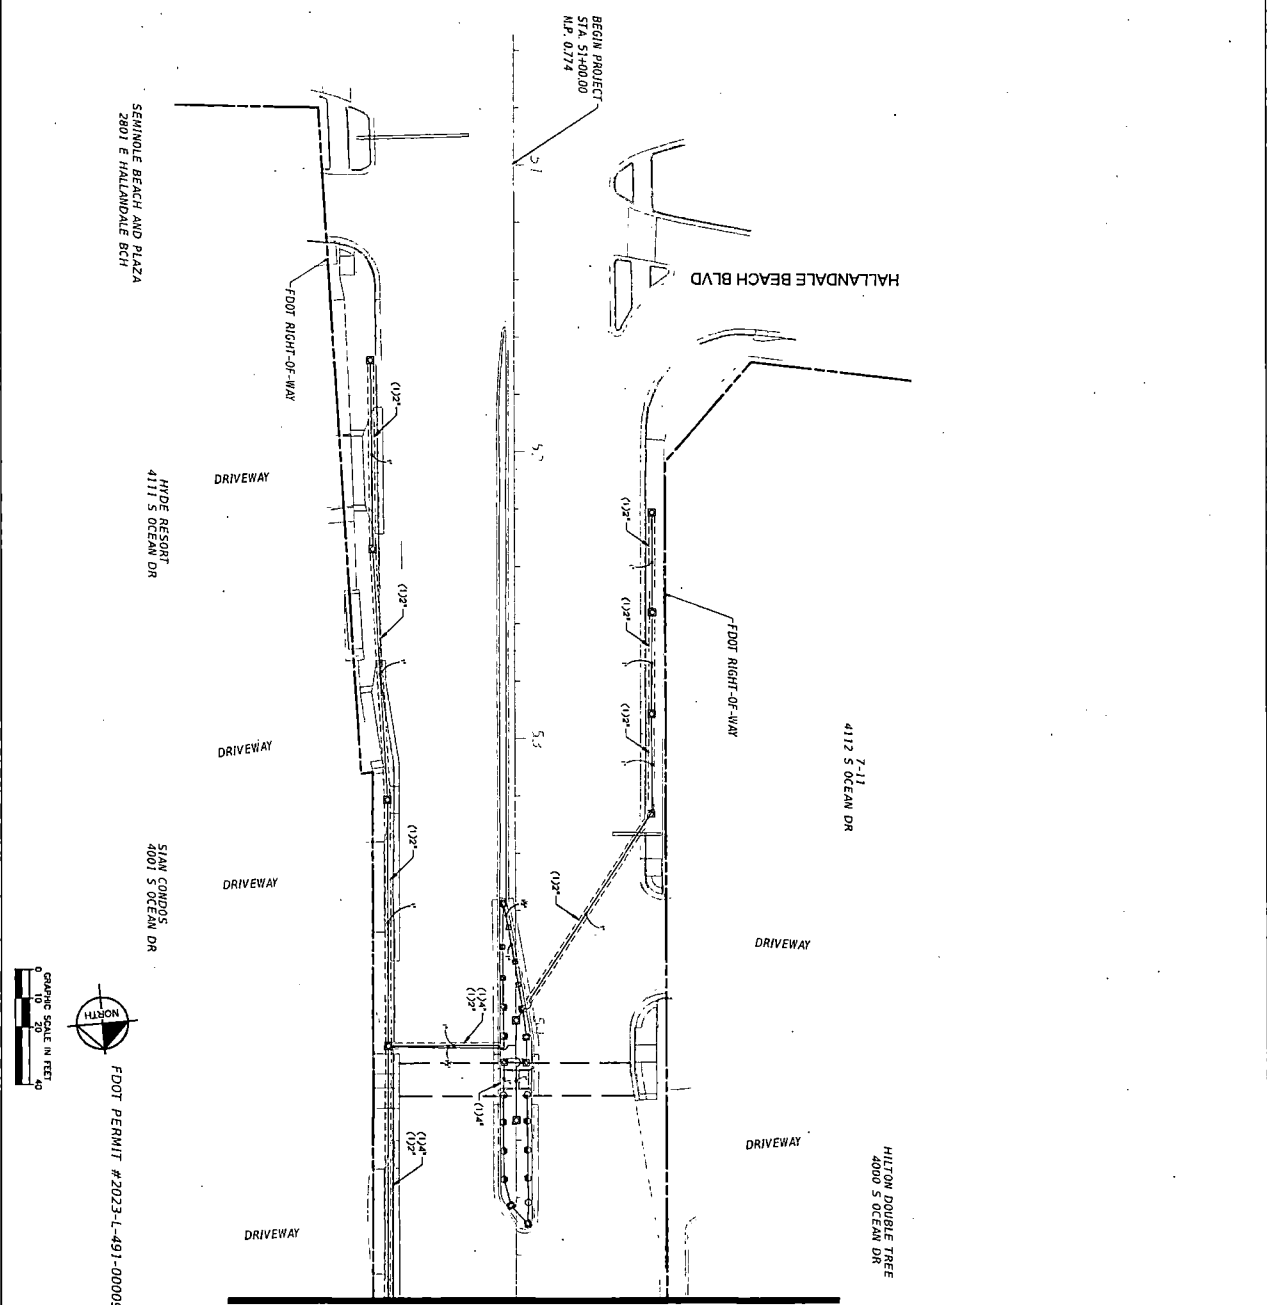 BEGIN PROJECT
STA. 51+00.00
M.P. 0.774
51
HALLANDALE BEACH BLVD
SEMINOLE BEACH AND PLAZA
2801 E HALLANDALE BCH
FDOT RIGHT-OF-WAY
(1)2"
52
DRIVEWAY
HYDE RESORT
4111 S OCEAN DR
(1)2"
(1)2"
(1)2"
(1)2"
FDOT RIGHT-OF-WAY
53
7-11
4112 S OCEAN DR
DRIVEWAY
(1)2"
(1)2"
DRIVEWAY
SIAN CONDOS
4001 S OCEAN DR
DRIVEWAY
(1)4"
(1)2"
(1)4"
(1)4"
(1)2"
DRIVEWAY
HILTON DOUBLE TREE
4000 S OCEAN DR
DRIVEWAY
NORTH
0 10 20 40
GRAPHIC SCALE IN FEET
FDOT PERMIT #2023-L-491-00009